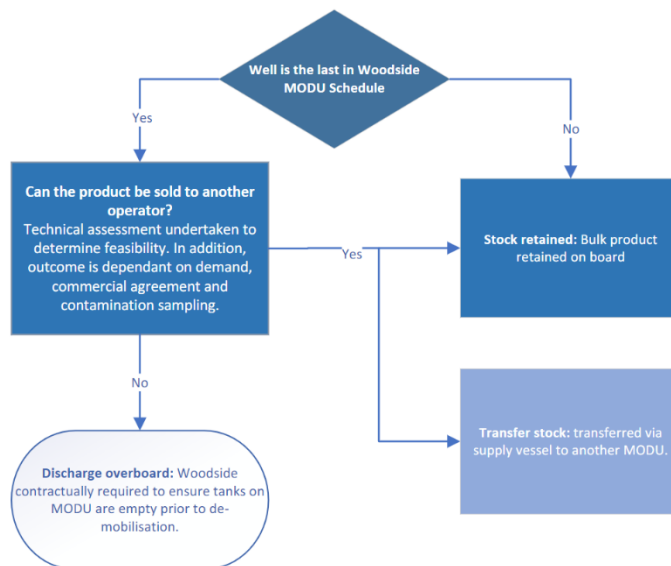 Well is the last in Woodside
MODU Schedule
Yes
No
Can the product be sold to another
operator?
Technical assessment undertaken to
determine feasibility. In addition,
outcome is dependant on demand,
commercial agreement and
contamination sampling.
Yes
Stock retained: Bulk product
retained on board
No
Transfer stock: transferred via
supply vessel to another MODU.
Discharge overboard: Woodside
contractually required to ensure tanks on
MODU are empty prior to de-
mobilisation.